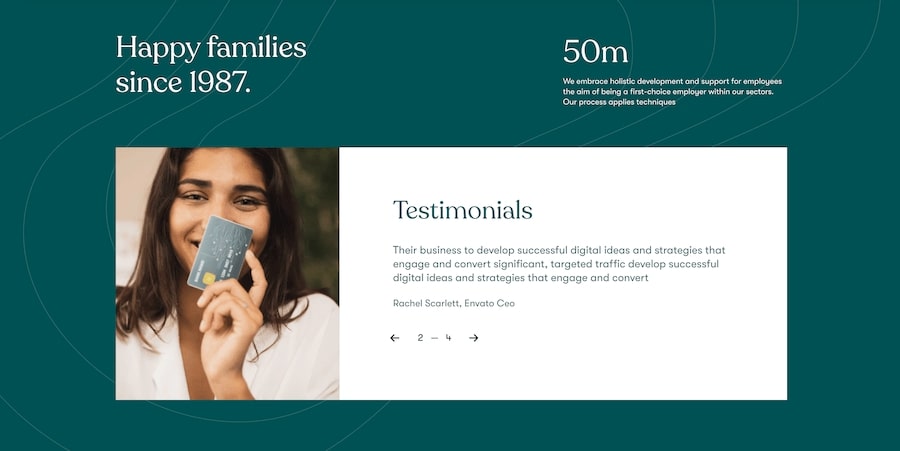 Happy families
since 1987.
50m
We embrace holistic development and support for employees
the aim of being a first-choice employer within our sectors.
Our process applies techniques
Testimonials
Their business to develop successful digital ideas and strategies that
engage and convert significant, targeted traffic develop successful
digital ideas and strategies that engage and convert
Rachel Scarlett, Envato Ceo
← 2 — 4 →